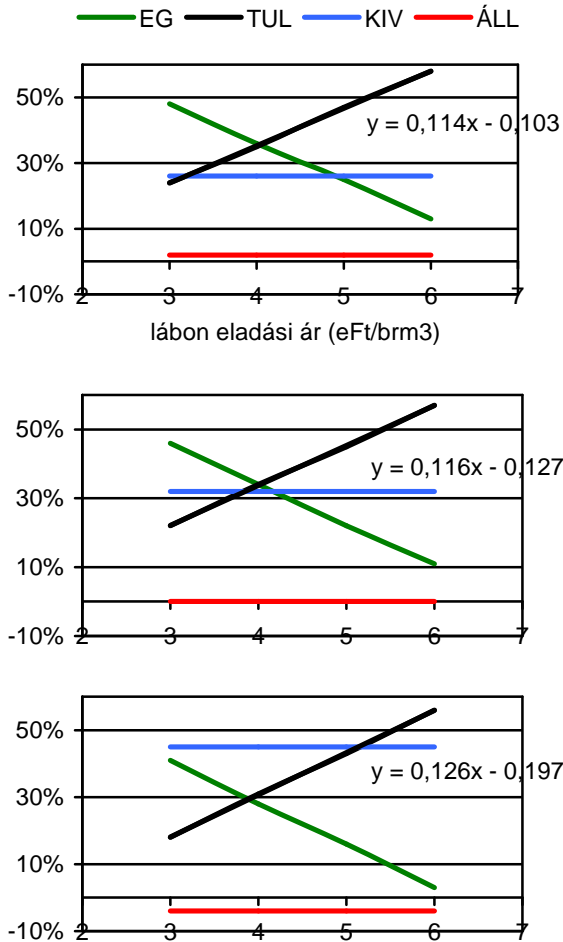 EG TUL KIV ÁLL
50%
y = 0,114x - 0,103
30%
10%
-10%
2 3 4 5 6 7
lábon eladási ár (eFt/brm3)
50%
y = 0,116x - 0,127
30%
10%
-10%
2 3 4 5 6 7
50%
y = 0,126x - 0,197
30%
10%
-10%
2 3 4 5 6 7